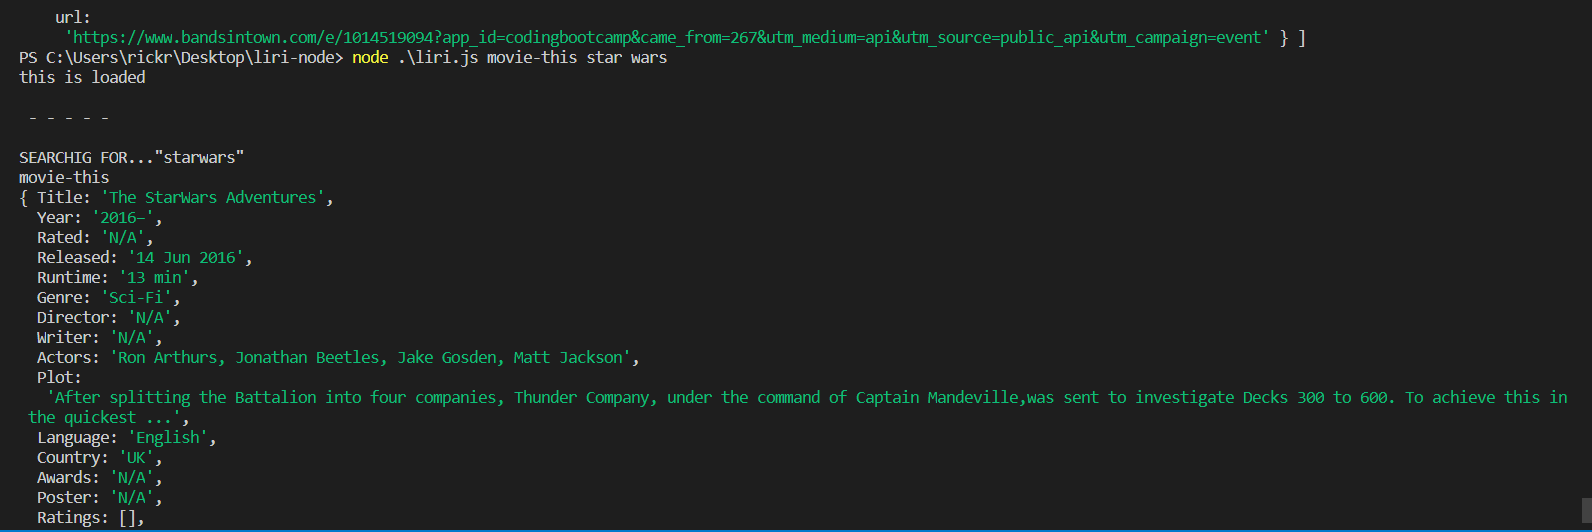 url:
'https://www.bandsintown.com/e/1014519094?app_id=codingbootcamp&came_from=267&utm_medium=api&utm_source=public_api&utm_campaign=event' } ]
PS C:\Users\rickr\Desktop\liri-node> node .\liri.js movie-this star wars
this is loaded
- - - - -
SEARCHIG FOR..."starwars"
movie-this
{ Title: 'The StarWars Adventures',
Year: '2016–',
Rated: 'N/A',
Released: '14 Jun 2016',
Runtime: '13 min',
Genre: 'Sci-Fi',
Director: 'N/A',
Writer: 'N/A',
Actors: 'Ron Arthurs, Jonathan Beetles, Jake Gosden, Matt Jackson',
Plot:
'After splitting the Battalion into four companies, Thunder Company, under the command of Captain Mandeville,was sent to investigate Decks 300 to 600. To achieve this in
the quickest ...',
Language: 'English',
Country: 'UK',
Awards: 'N/A',
Poster: 'N/A',
Ratings: [],